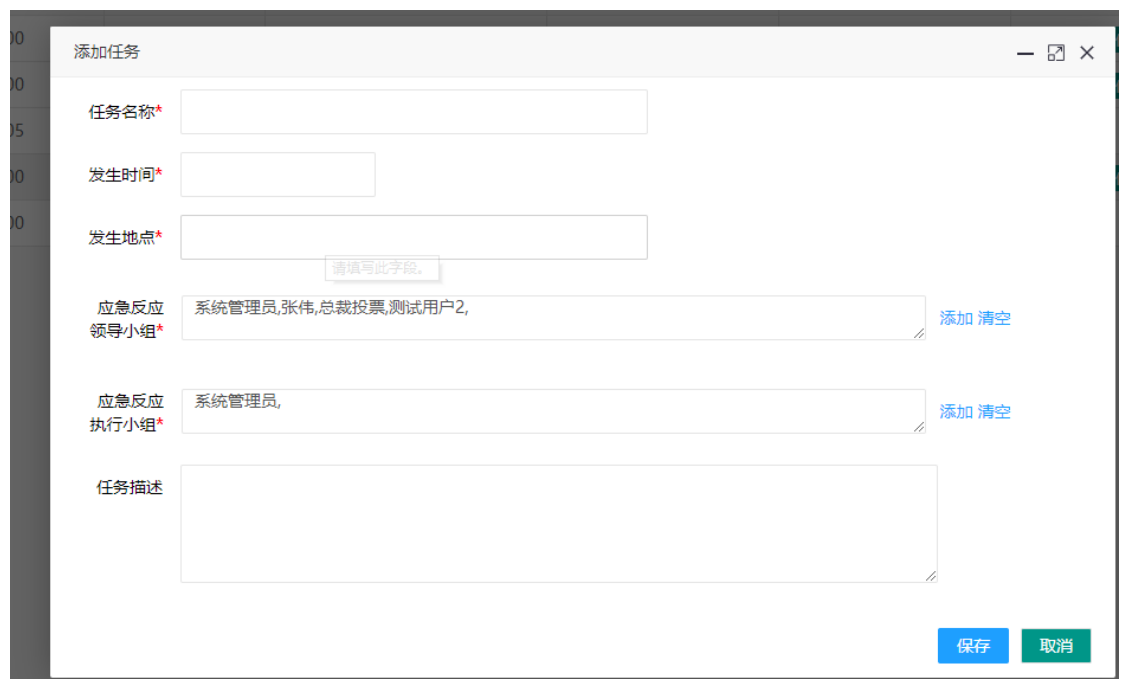 00
00
05
00
00
添加任务
任务名称*
发生时间*
发生地点*
请填写此字段。
应急反应
领导小组*
系统管理员,张伟,总裁投票,测试用户2,
添加 清空
应急反应
执行小组*
系统管理员,
添加 清空
任务描述
保存 取消